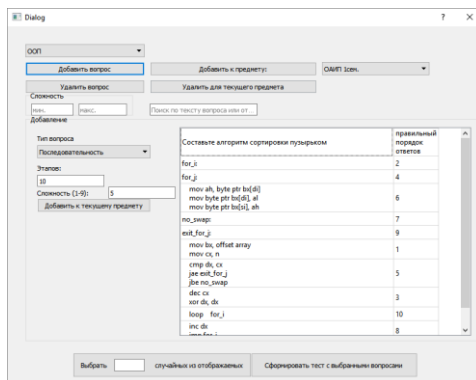 Dialog
ООП
Добавить вопрос
Добавить к предмету:
ОАИП 1сем.
Удалить вопрос
Удалить для текущего предмета
Сложность
мин.
макс.
Поиск по тексту вопроса или от...
Добавление
Тип вопроса
Последовательность
Этапов:
10
Сложность (1-9):
5
Добавить к текущему предмету
Составьте алгоритм сортировки пузырьком
правильный
порядок
ответов
for_i:
2
for_j:
4
mov ah, byte ptr bx[di]
mov byte ptr bx[di], al
mov byte ptr bx[si], ah
6
no_swap:
7
exit_for_j:
9
mov bx, offset array
mov cx, n
1
cmp dx, cx
jae exit_for_j
jbe no_swap
5
dec cx
xor dx, dx
3
loop for_i
10
inc dx
jmp for_j
8
Выбрать
случайных из отображаемых
Сформировать тест с выбранными вопросами